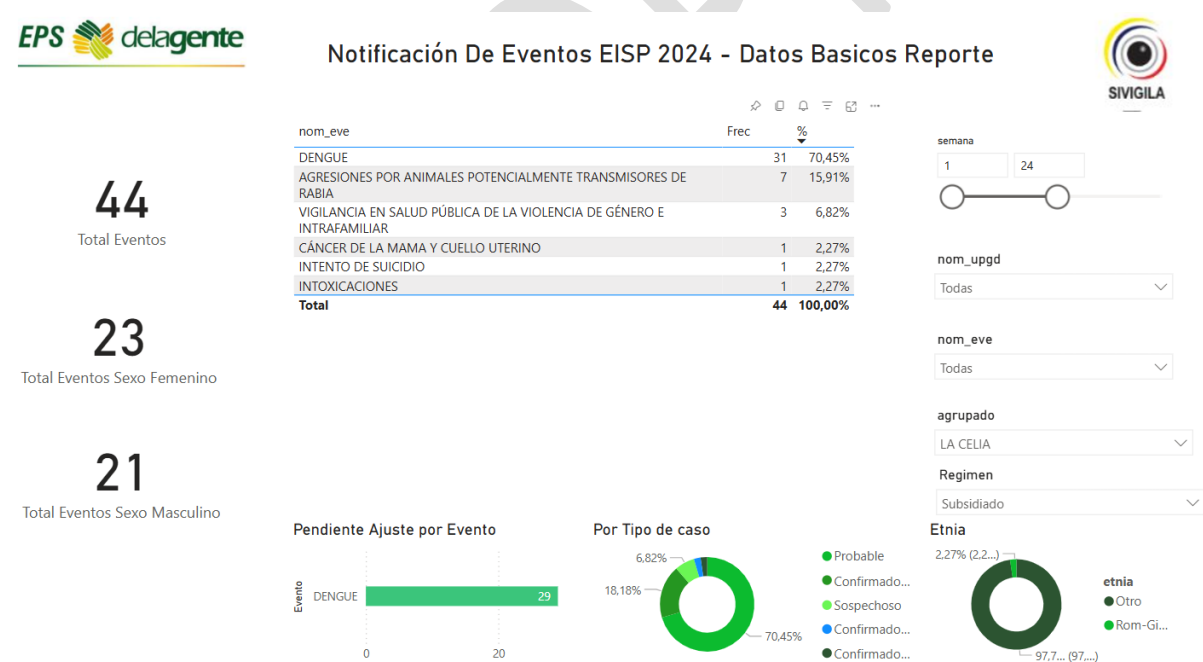 EPS delagente
Notificación De Eventos EISP 2024 - Datos Basicos Reporte
SIVIGILA
44
Total Eventos
23
Total Eventos Sexo Femenino
21
Total Eventos Sexo Masculino
nom_eve Frec %
DENGUE 31 70,45%
AGRESIONES POR ANIMALES POTENCIALMENTE TRANSMISORES DE 7 15,91%
RABIA
VIGILANCIA EN SALUD PÚBLICA DE LA VIOLENCIA DE GÉNERO E 3 6,82%
INTRAFAMILIAR
CÁNCER DE LA MAMA Y CUELLO UTERINO 1 2,27%
INTENTO DE SUICIDIO 1 2,27%
INTOXICACIONES 1 2,27%
Total 44 100,00%
semana
1 24
nom_upgd
Todas
nom_eve
Todas
agrupado
LA CELIA
Regimen
Subsidiado
Pendiente Ajuste por Evento
Evento
DENGUE 29
0 20
Por Tipo de caso
6,82%
18,18%
70,45%
Probable
Confirmado...
Sospechoso
Confirmado...
Confirmado...
Etnia
2,27% (2,2...)
97,7... (97,...)
etnia
Otro
Rom-Gi...